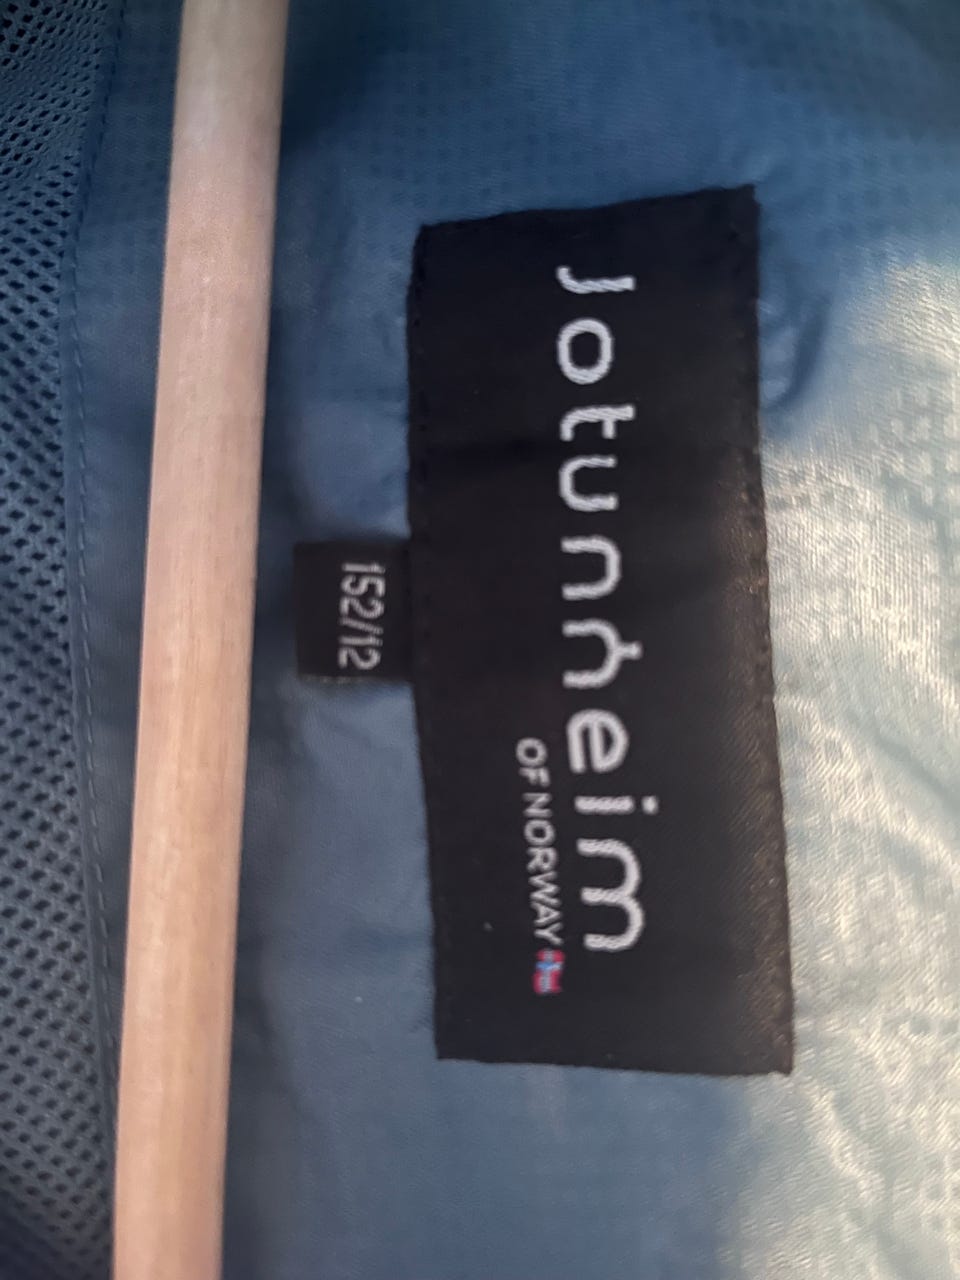 Jotunheim
OF NORWAY
152/12